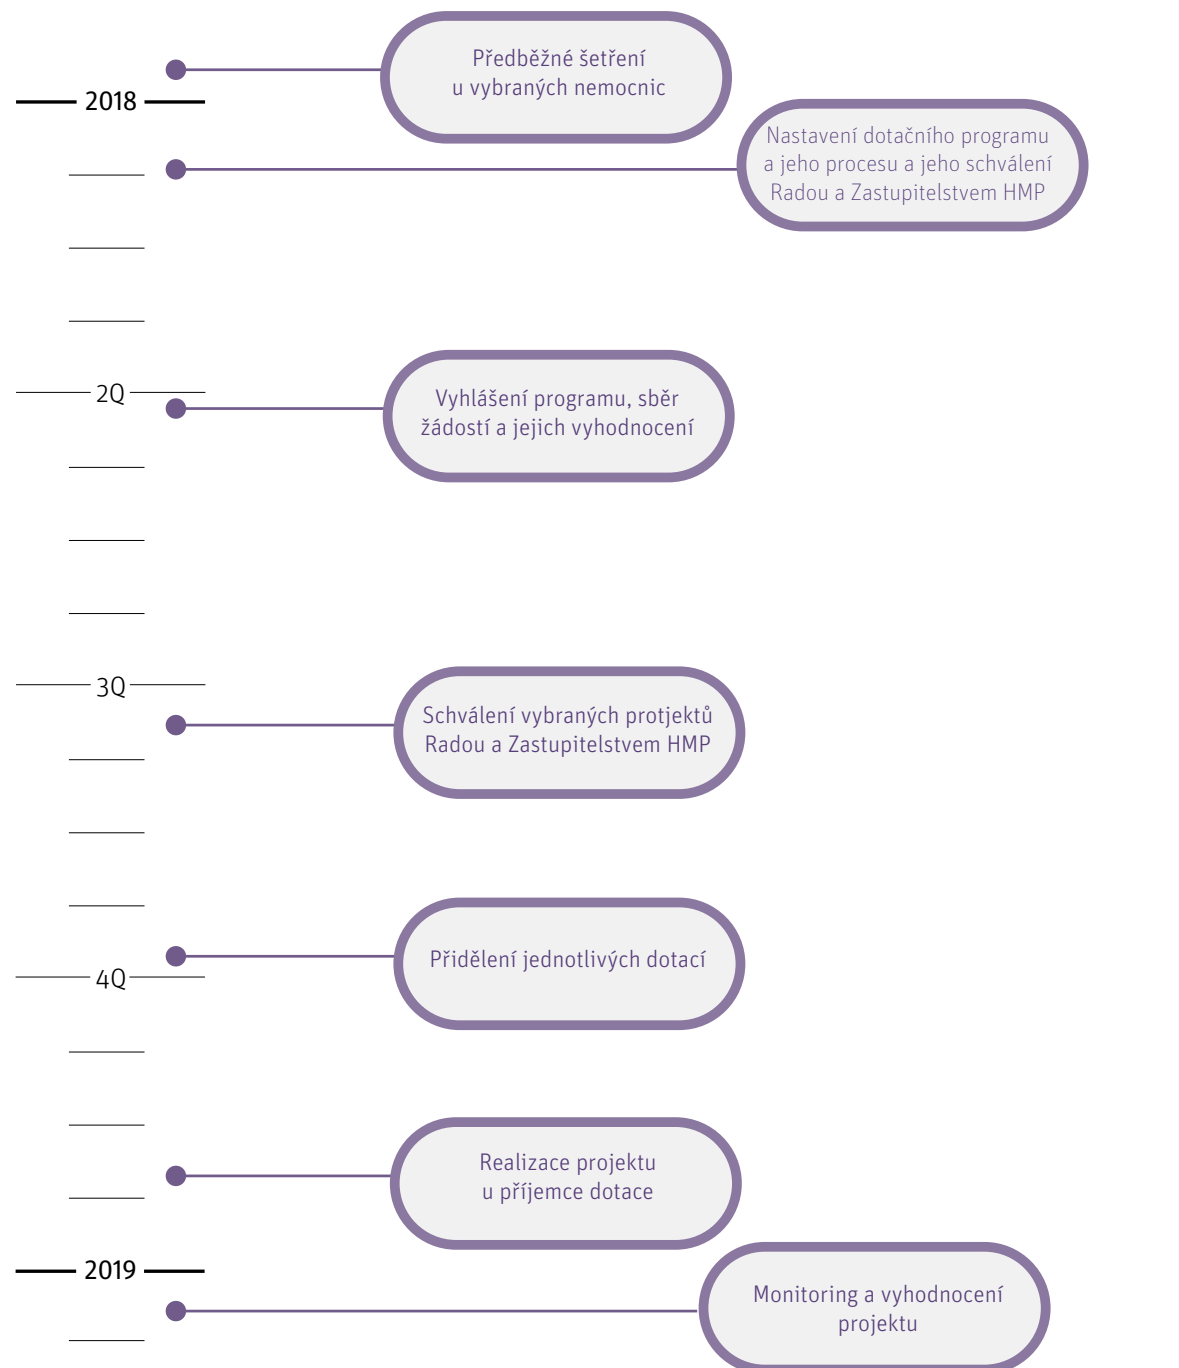 Předběžné šetření
u vybraných nemocnic
2018
Nastavení dotačního programu
a jeho procesu a jeho schválení
Radou a Zastupitelstvem HMP
2Q
Vyhlášení programu, sběr
žádostí a jejich vyhodnocení
3Q
Schválení vybraných protjektů
Radou a Zastupitelstvem HMP
Přidělení jednotlivých dotací
4Q
Realizace projektu
u příjemce dotace
2019
Monitoring a vyhodnocení
projektu